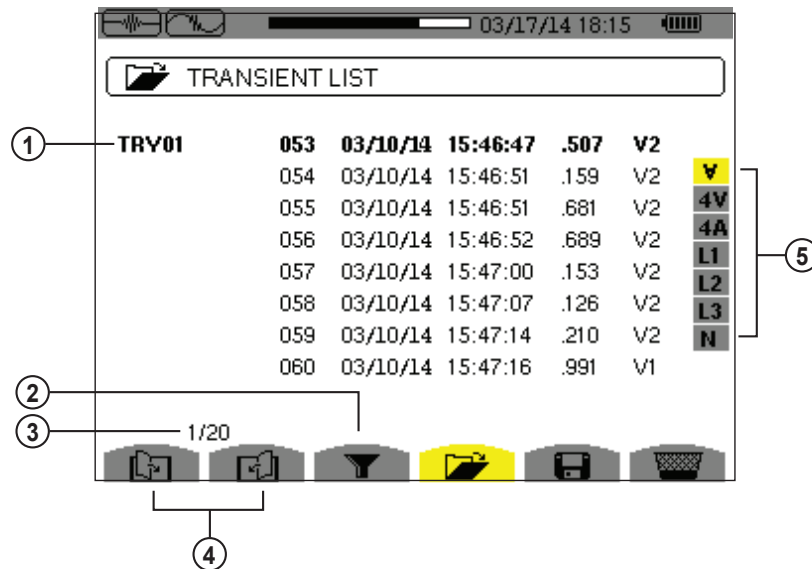 03/17/14 18:15
TRANSIENT LIST
1
TRY01 053 03/10/14 15:46:47 .507 V2
054 03/10/14 15:46:51 .159 V2
055 03/10/14 15:46:51 .681 V2
056 03/10/14 15:46:52 .689 V2
057 03/10/14 15:47:00 .153 V2
058 03/10/14 15:47:07 .126 V2
059 03/10/14 15:47:14 .210 V2
060 03/10/14 15:47:16 .991 V1
∀
4V
4A
L1
L2
L3
N
5
2
3
1/20
4